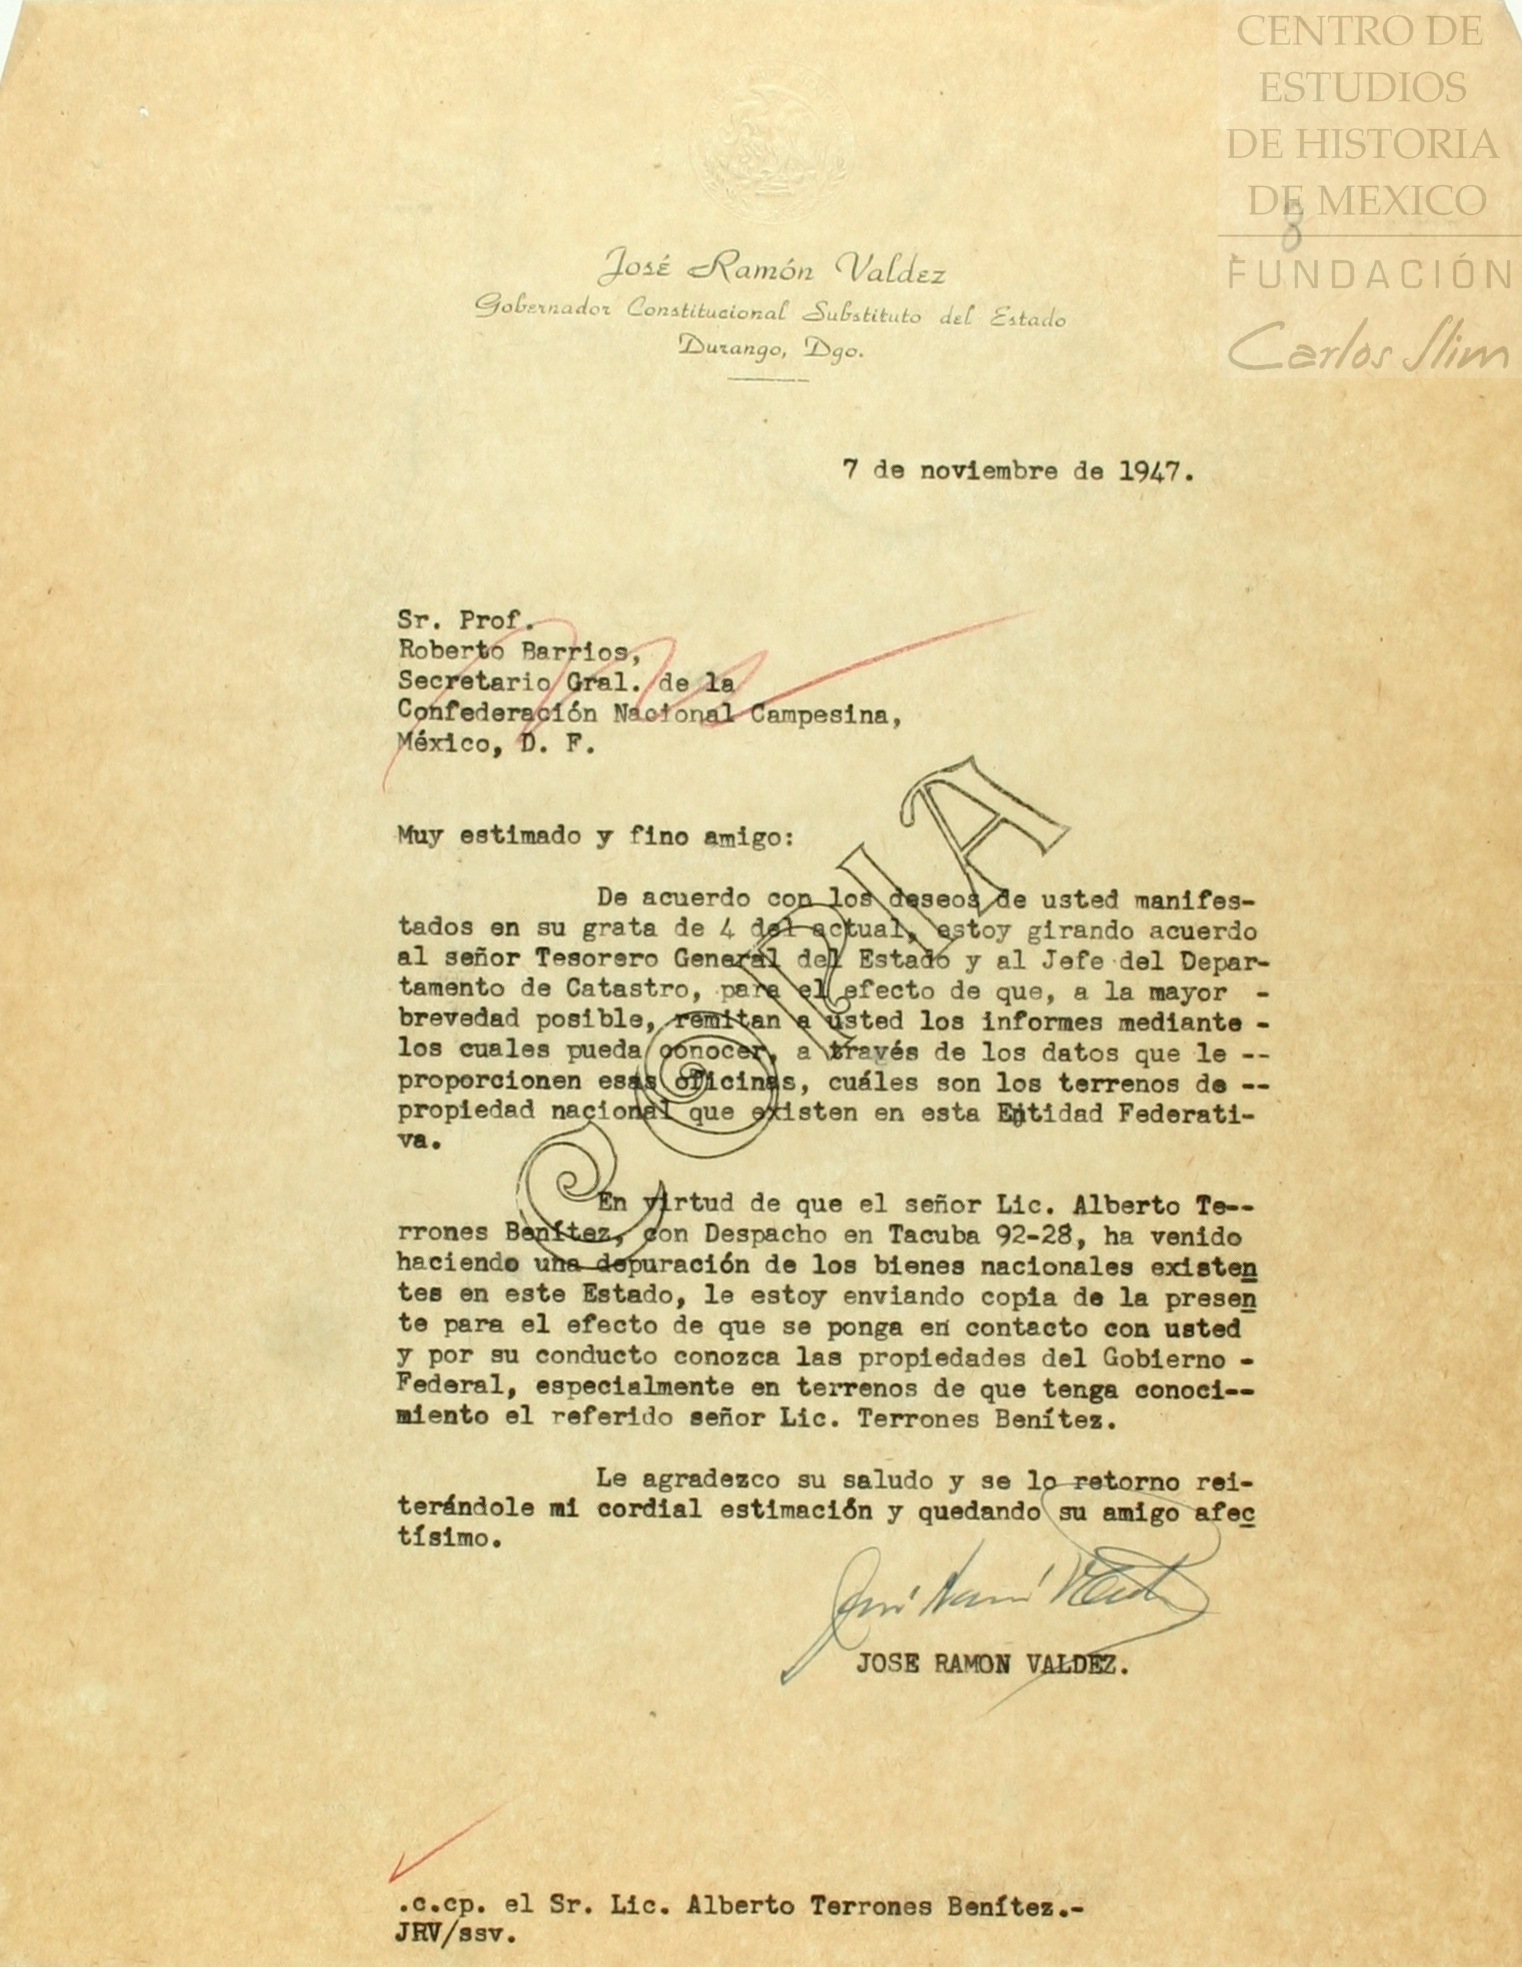 CENTRO DE
ESTUDIOS
DE HISTORIA
DE MEXICO
8
FUNDACIÓN
Carlos Slim
José Ramón Valdez
Gobernador Constitucional Substituto del Estado
Durango, Dgo.
7 de noviembre de 1947.
Sr. Prof.
Roberto Barrios,
Secretario Gral. de la
Confederación Nacional Campesina,
México, D. F.
Muy estimado y fino amigo:
De acuerdo con los deseos de usted manifes-
tados en su grata de 4 del actual, estoy girando acuerdo
al señor Tesorero General del Estado y al Jefe del Depar-
tamento de Catastro, para el efecto de que, a la mayor -
brevedad posible, remitan a usted los informes mediante -
los cuales pueda conocer, a través de los datos que le --
proporcionen esas oficinas, cuáles son los terrenos de --
propiedad nacional que existen en esta Entidad Federati-
va.
COPIA
En virtud de que el señor Lic. Alberto Te--
rrones Benítez, con Despacho en Tacuba 92-28, ha venido
haciendo una depuración de los bienes nacionales existen
tes en este Estado, le estoy enviando copia de la presen
te para el efecto de que se ponga en contacto con usted
y por su conducto conozca las propiedades del Gobierno -
Federal, especialmente en terrenos de que tenga conoci--
miento el referido señor Lic. Terrones Benítez.
Le agradezco su saludo y se lo retorno rei-
terándole mi cordial estimación y quedando su amigo afec
tísimo.
José Ramón Valdez
JOSE RAMON VALDEZ.
.c.cp. el Sr. Lic. Alberto Terrones Benítez.-
JRV/ssv.